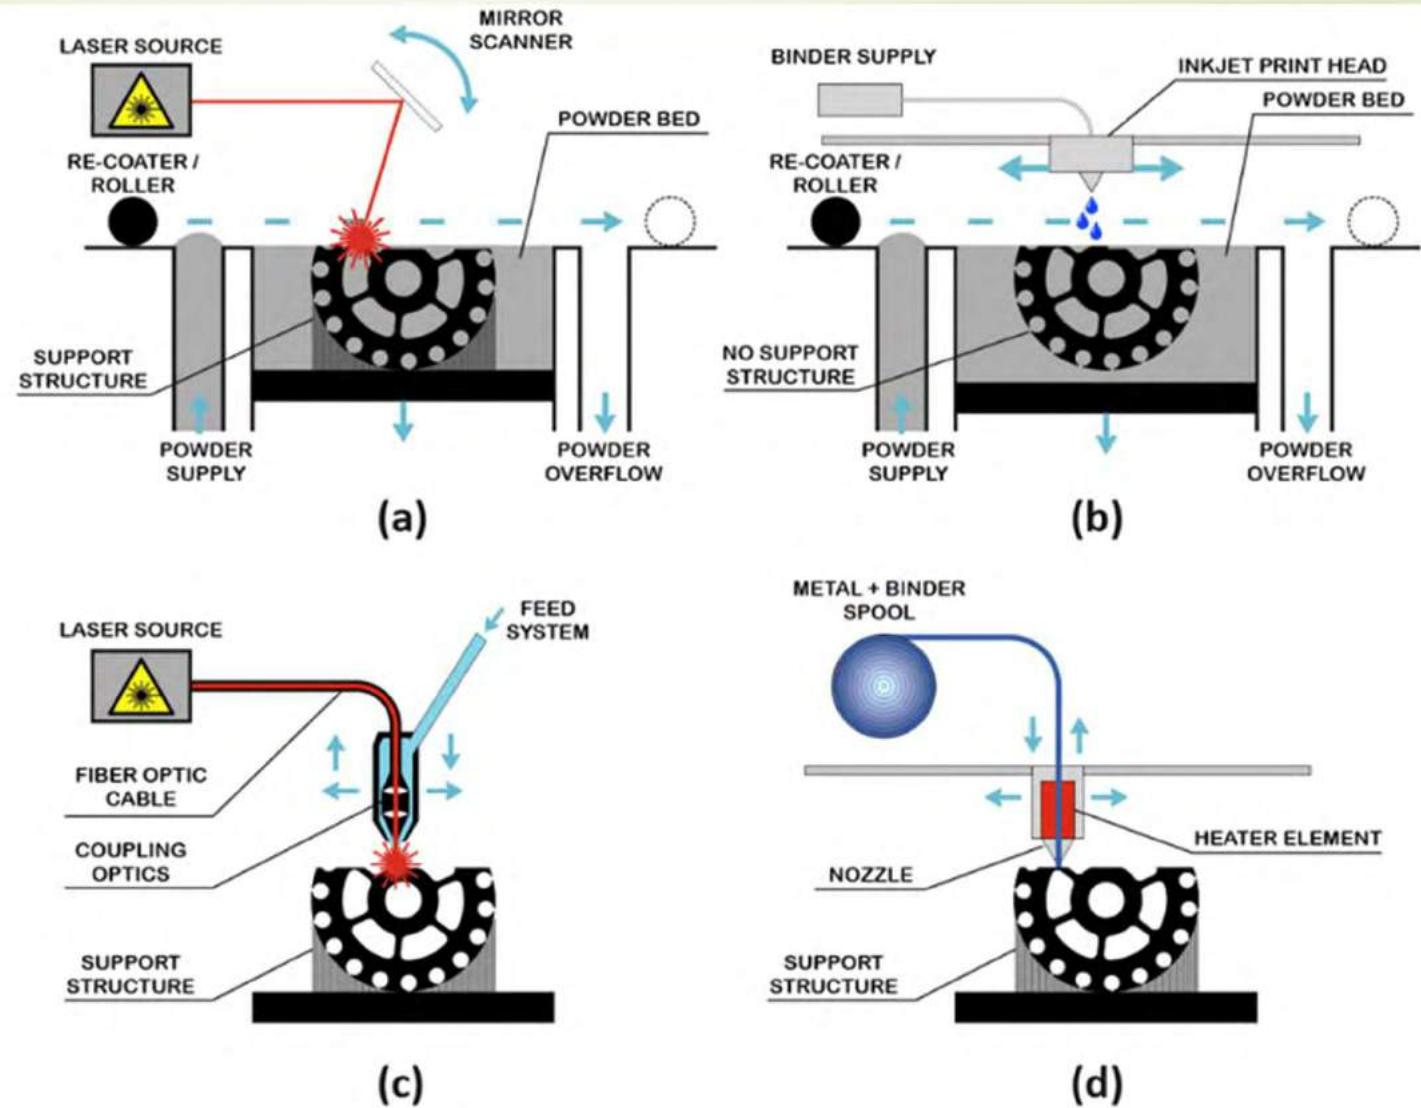 LASER SOURCE
MIRROR
SCANNER
POWDER BED
RE-COATER /
ROLLER
SUPPORT
STRUCTURE
POWDER
SUPPLY
POWDER
OVERFLOW
(a)
BINDER SUPPLY
INKJET PRINT HEAD
POWDER BED
RE-COATER /
ROLLER
NO SUPPORT
STRUCTURE
POWDER
SUPPLY
POWDER
OVERFLOW
(b)
LASER SOURCE
FEED
SYSTEM
FIBER OPTIC
CABLE
COUPLING
OPTICS
SUPPORT
STRUCTURE
(c)
METAL + BINDER
SPOOL
HEATER ELEMENT
NOZZLE
SUPPORT
STRUCTURE
(d)